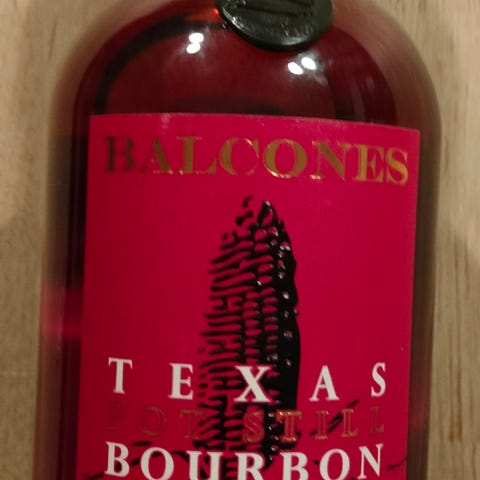 BALCONES
TEXAS
POT STILL
BOURBON